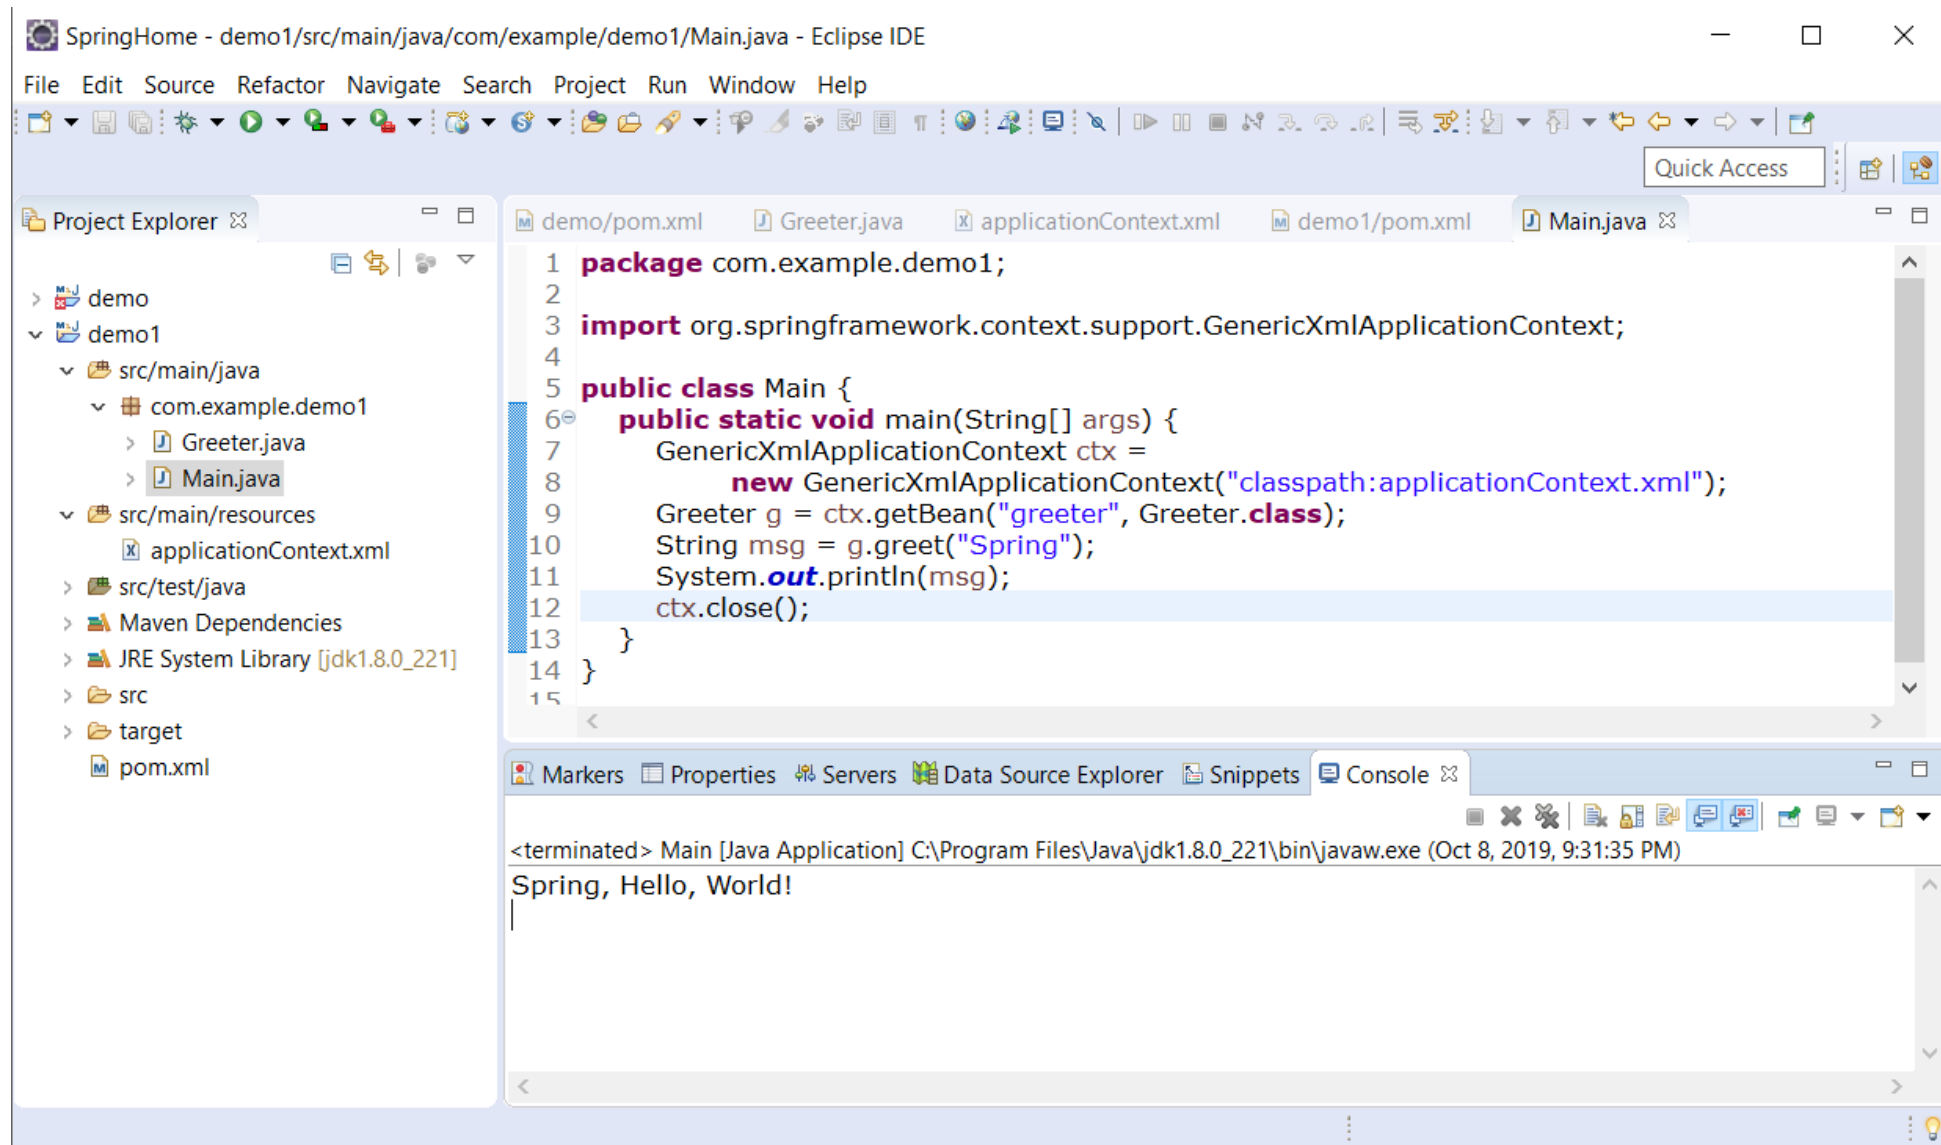 SpringHome - demo1/src/main/java/com/example/demo1/Main.java - Eclipse IDE
File Edit Source Refactor Navigate Search Project Run Window Help
Quick Access
Project Explorer
demo
demo1
src/main/java
com.example.demo1
Greeter.java
Main.java
src/main/resources
applicationContext.xml
src/test/java
Maven Dependencies
JRE System Library [jdk1.8.0_221]
src
target
pom.xml
demo/pom.xml Greeter.java applicationContext.xml demo1/pom.xml Main.java
1 package com.example.demo1;
2
3 import org.springframework.context.support.GenericXmlApplicationContext;
4
5 public class Main {
6 public static void main(String[] args) {
7 GenericXmlApplicationContext ctx =
8 new GenericXmlApplicationContext("classpath:applicationContext.xml");
9 Greeter g = ctx.getBean("greeter", Greeter.class);
10 String msg = g.greet("Spring");
11 System.out.println(msg);
12 ctx.close();
13 }
14 }
15
Markers Properties Servers Data Source Explorer Snippets Console
<terminated> Main [Java Application] C:\Program Files\Java\jdk1.8.0_221\bin\javaw.exe (Oct 8, 2019, 9:31:35 PM)
Spring, Hello, World!